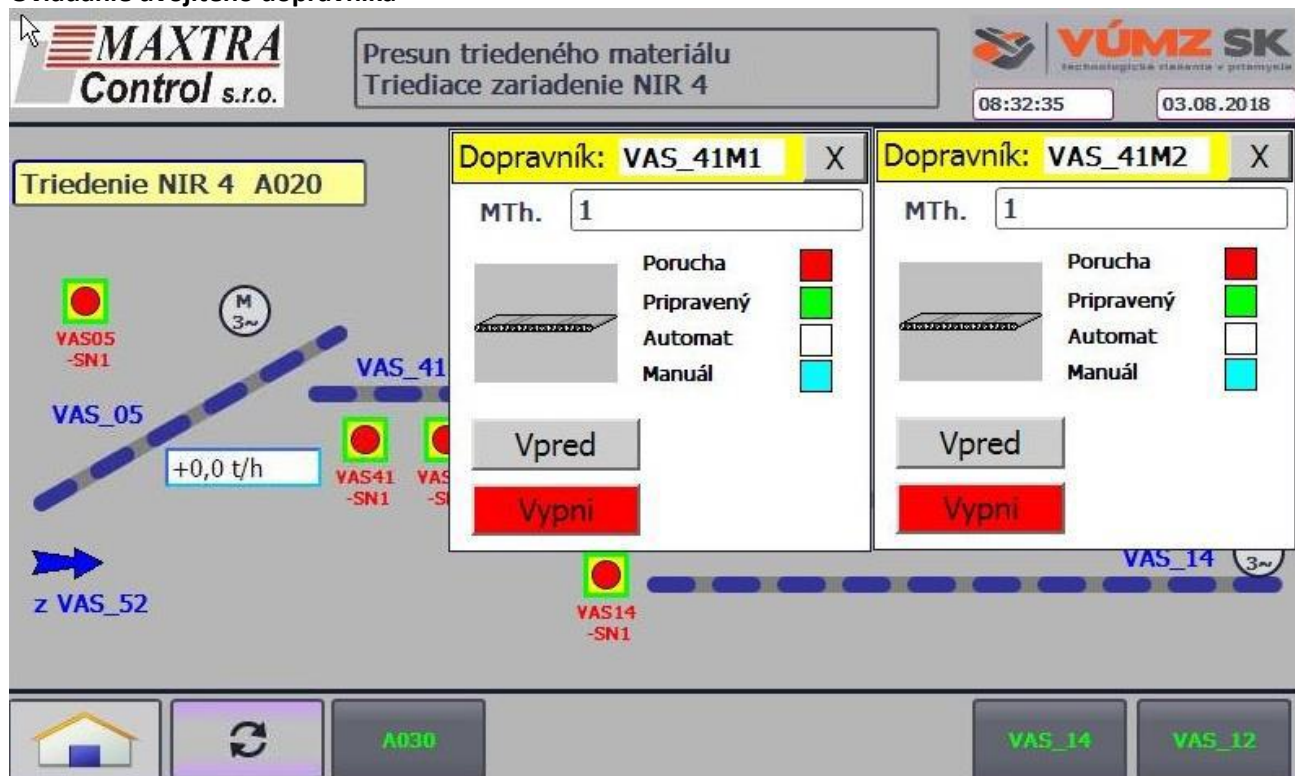 MAXTRA
Control s.r.o.
Presun triedeného materiálu
Triediace zariadenie NIR 4
VÚMZ SK
08:32:35
03.08.2018
Triedenie NIR 4 A020
Dopravník: VAS_41M1 X
MTh. 1
Porucha
Pripravený
Automat
Manuál
Vpred
Vypni
Dopravník: VAS_41M2 X
MTh. 1
Porucha
Pripravený
Automat
Manuál
Vpred
Vypni
VAS05
-SN1
M
3~
VAS_41
VAS_05
+0,0 t/h
VAS41
-SN1
z VAS_52
VAS14
-SN1
VAS_14
3~
A030
VAS_14
VAS_12